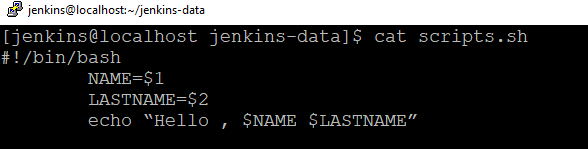 jenkins@localhost:~/jenkins-data
[jenkins@localhost jenkins-data]$ cat scripts.sh
#!/bin/bash
        NAME=$1
        LASTNAME=$2
        echo “Hello , $NAME $LASTNAME”